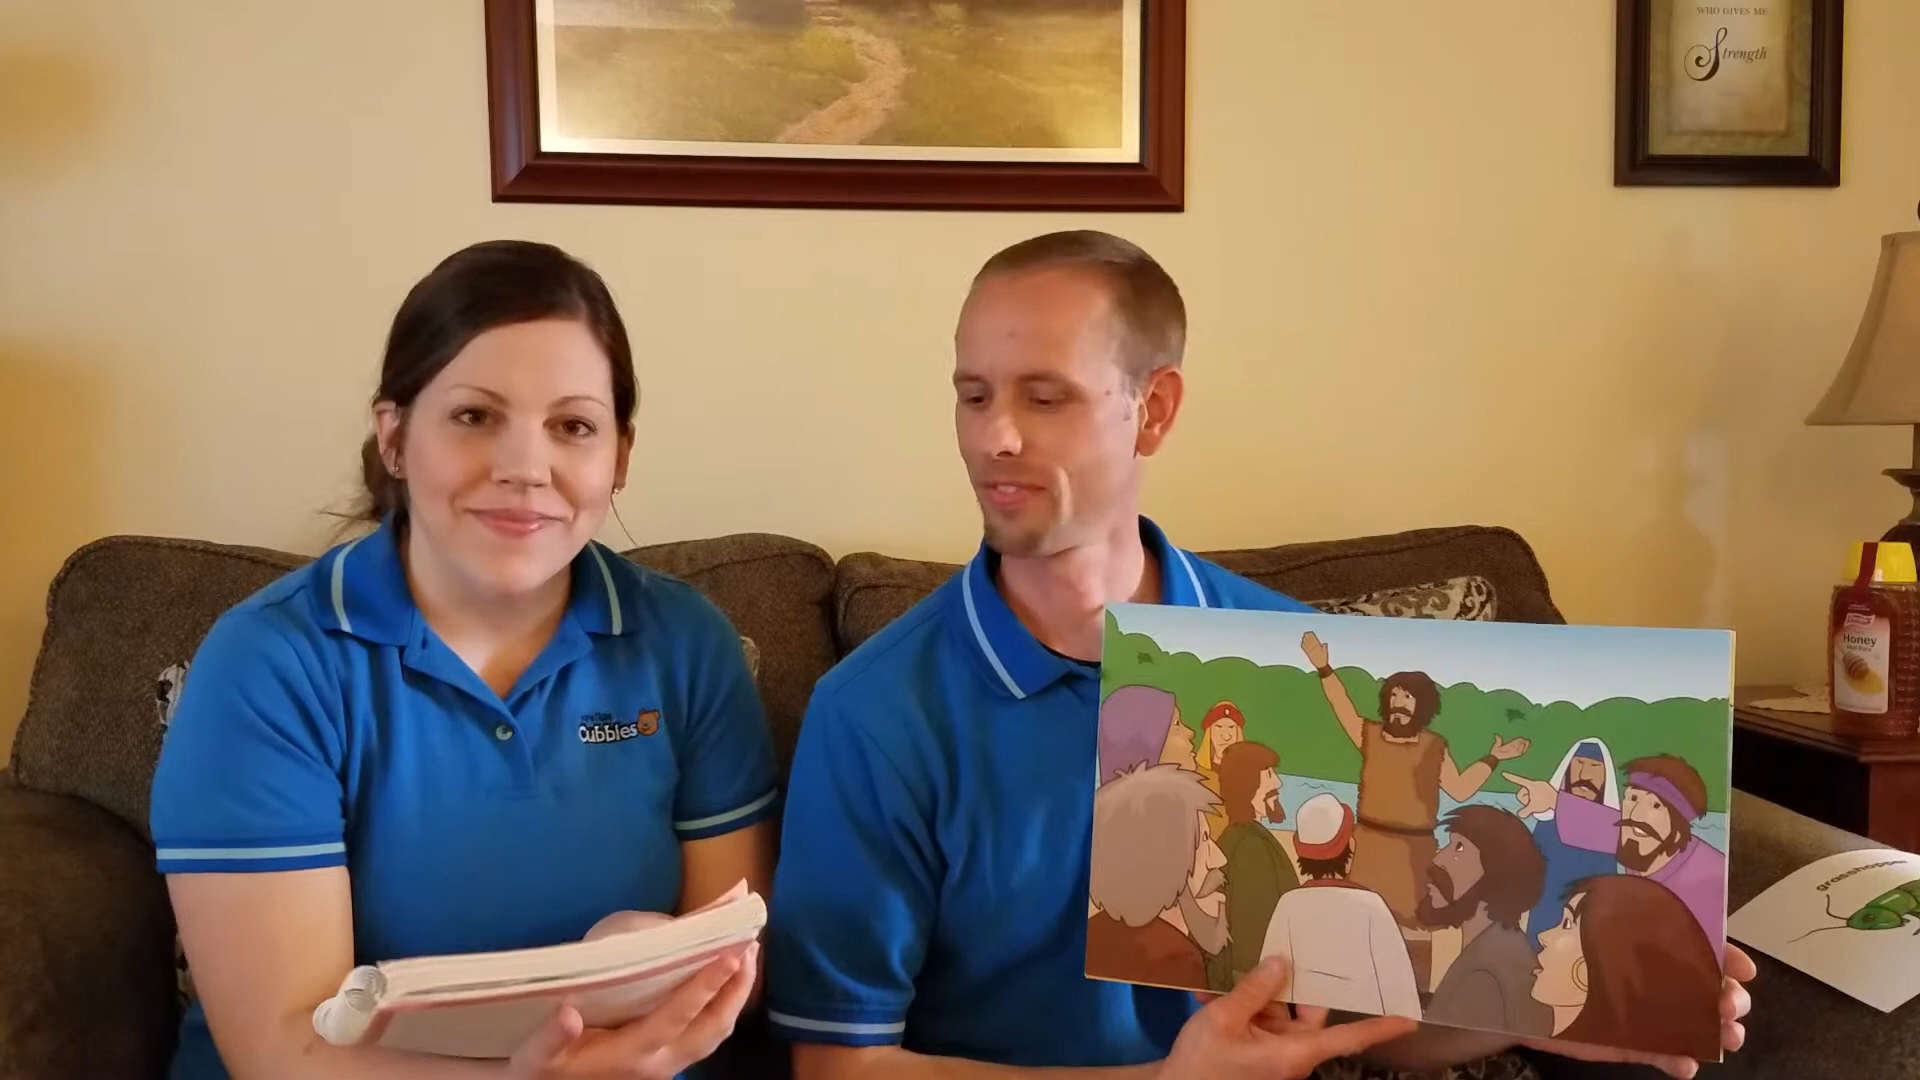 WHO GIVES ME
Strength
Cubbies
Honey
grasshopper